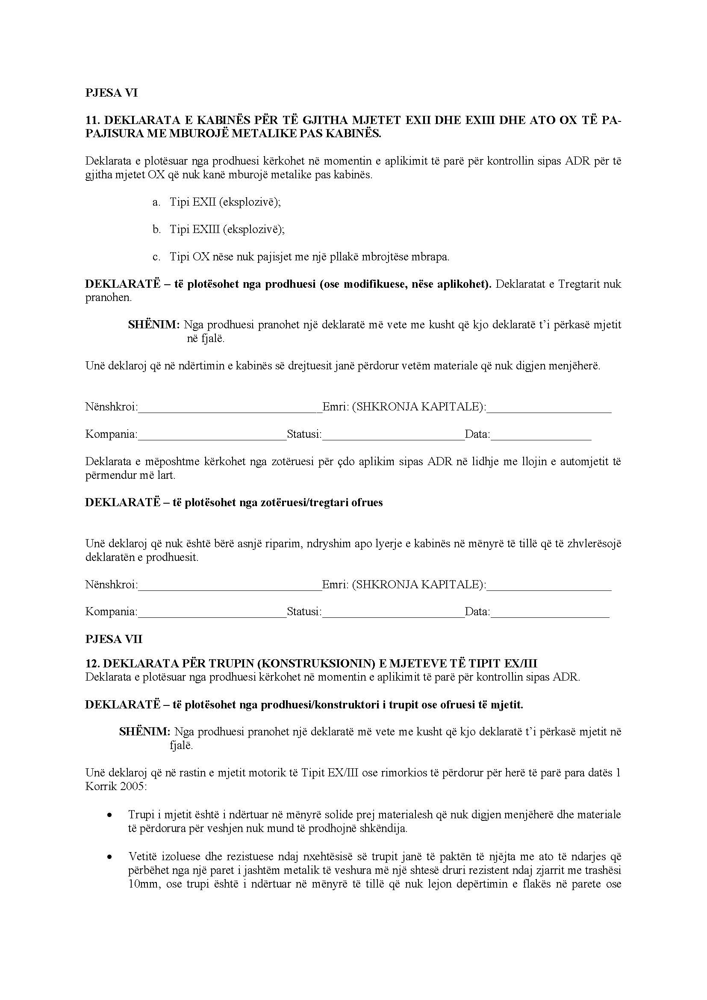 PJESA VI
11. DEKLARATA E KABINËS PËR TË GJITHA MJETET EXII DHE EXIII DHE ATO OX TË PA-
PAJISURA ME MBUROJË METALIKE PAS KABINËS.
Deklarata e plotësuar nga prodhuesi kërkohet në momentin e aplikimit të parë për kontrollin sipas ADR për të
gjitha mjetet OX që nuk kanë mburojë metalike pas kabinës.
a. Tipi EXII (eksplozivë);
b. Tipi EXIII (eksplozivë);
c. Tipi OX nëse nuk pajisjet me një pllakë mbrojtëse mbrapa.
DEKLARATË – të plotësohet nga prodhuesi (ose modifikuese, nëse aplikohet). Deklaratat e Tregtarit nuk
pranohen.
SHËNIM: Nga prodhuesi pranohet një deklaratë më vete me kusht që kjo deklaratë t’i përkasë mjetit
në fjalë.
Unë deklaroj që në ndërtimin e kabinës së drejtuesit janë përdorur vetëm materiale që nuk digjen menjëherë.
Nënshkroi:_______________________________Emri: (SHKRONJA KAPITALE):_____________________
Kompania:_________________________Statusi:________________________Data:_________________
Deklarata e mëposhtme kërkohet nga zotëruesi për çdo aplikim sipas ADR në lidhje me llojin e automjetit të
përmendur më lart.
DEKLARATË – të plotësohet nga zotëruesi/tregtari ofrues
Unë deklaroj që nuk është bërë asnjë riparim, ndryshim apo lyerje e kabinës në mënyrë të tillë që të zhvlerësojë
deklaratën e prodhuesit.
Nënshkroi:_______________________________Emri: (SHKRONJA KAPITALE):_____________________
Kompania:_________________________Statusi:________________________Data:____________________
PJESA VII
12. DEKLARATA PËR TRUPIN (KONSTRUKSIONIN) E MJETEVE TË TIPIT EX/III
Deklarata e plotësuar nga prodhuesi kërkohet në momentin e aplikimit të parë për kontrollin sipas ADR.
DEKLARATË – të plotësohet nga prodhuesi/konstruktori i trupit ose ofruesi të mjetit.
SHËNIM: Nga prodhuesi pranohet një deklaratë më vete me kusht që kjo deklaratë t’i përkasë mjetit në
fjalë.
Unë deklaroj që në rastin e mjetit motorik të Tipit EX/III ose rimorkios të përdorur për herë të parë para datës 1
Korrik 2005:
• Trupi i mjetit është i ndërtuar në mënyrë solide prej materialesh që nuk digjen menjëherë dhe materiale
të përdorura për veshjen nuk mund të prodhojnë shkëndija.
• Vetitë izoluese dhe rezistuese ndaj nxehtësisë së trupit janë të paktën të njëjta me ato të ndarjes që
përbëhet nga një paret i jashtëm metalik të veshura më një shtesë druri rezistent ndaj zjarrit me trashësi
10mm, ose trupi është i ndërtuar në mënyrë të tillë që nuk lejon depërtimin e flakës në parete ose